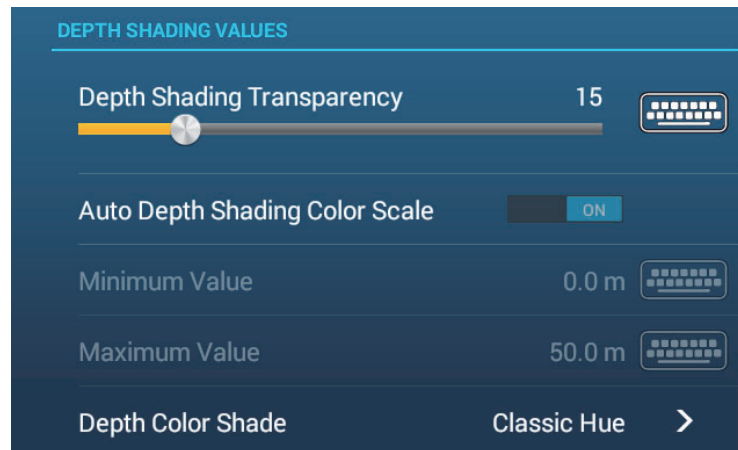 DEPTH SHADING VALUES
Depth Shading Transparency 15
Auto Depth Shading Color Scale ON
Minimum Value 0.0 m
Maximum Value 50.0 m
Depth Color Shade Classic Hue